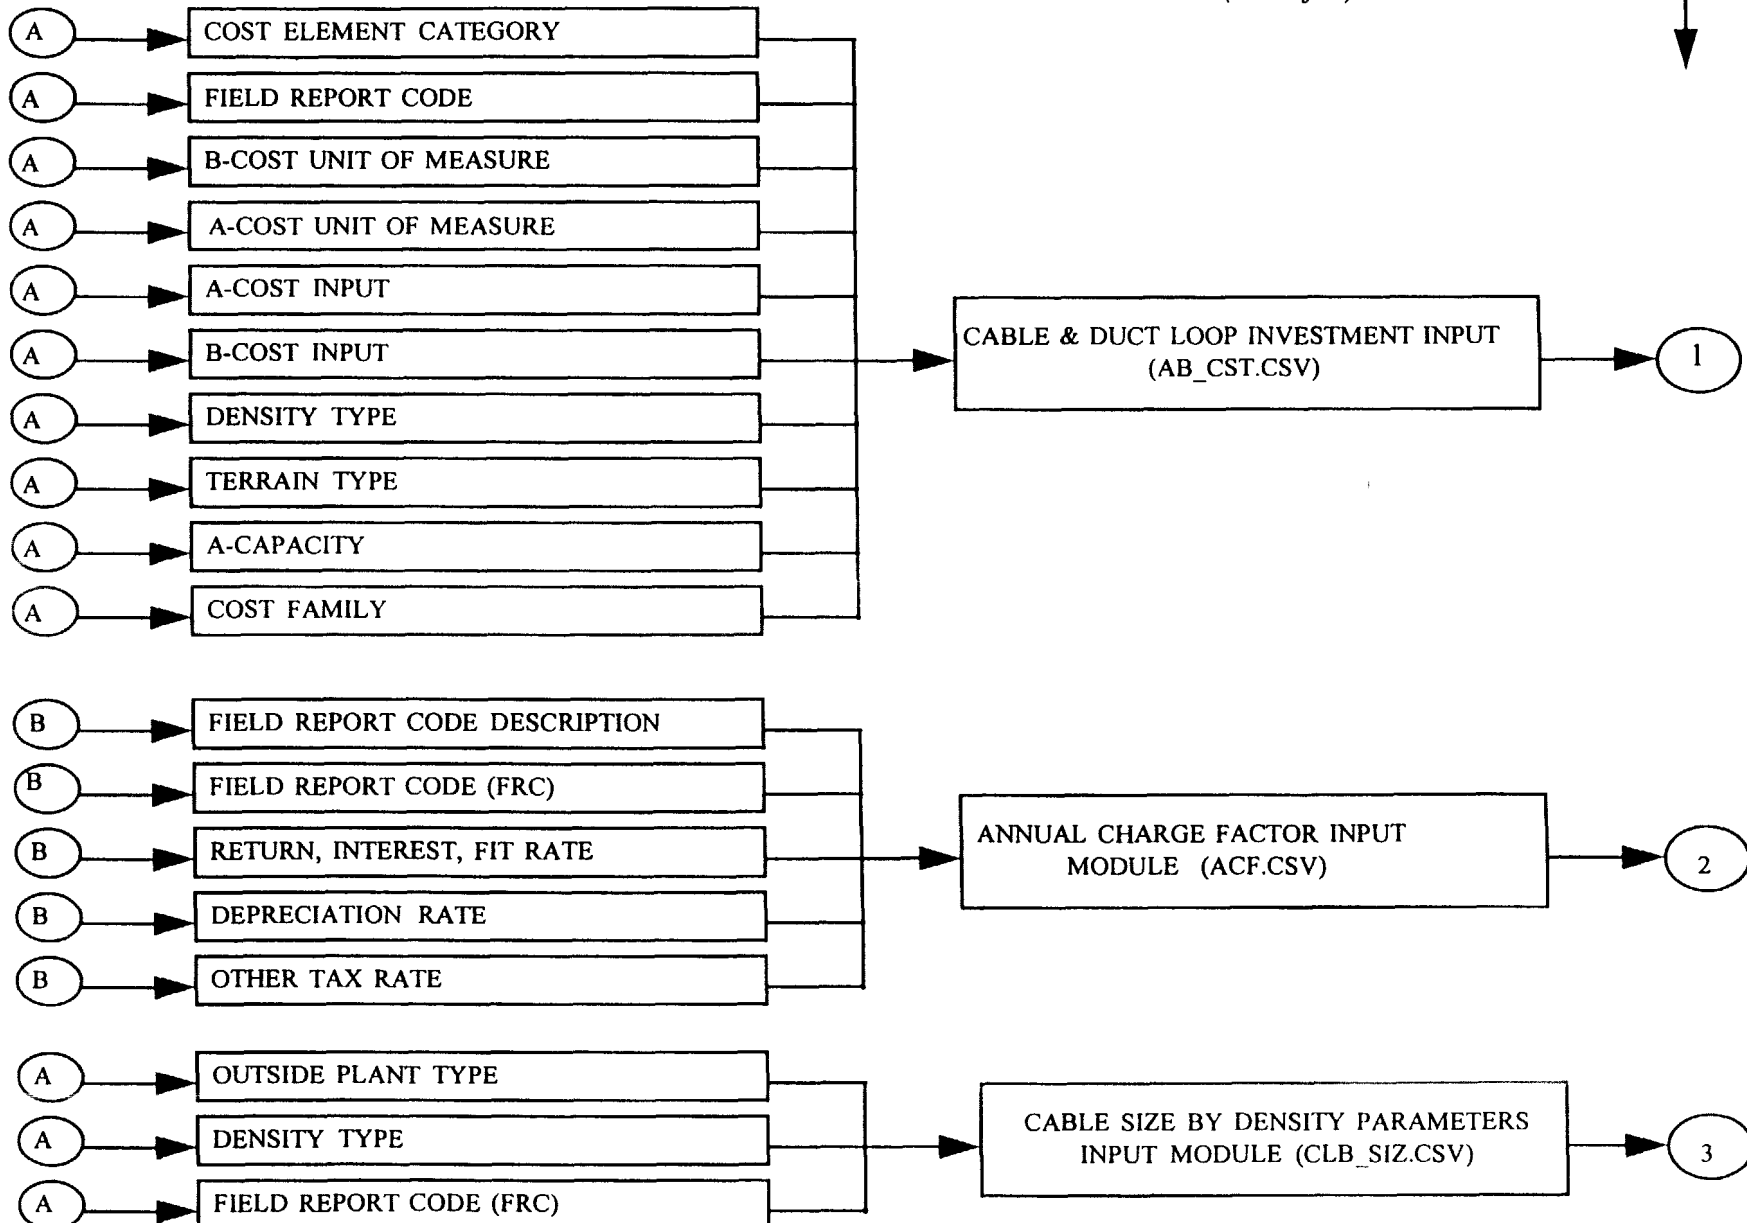 A COST ELEMENT CATEGORY
A FIELD REPORT CODE
A B-COST UNIT OF MEASURE
A A-COST UNIT OF MEASURE
A A-COST INPUT
A B-COST INPUT
A DENSITY TYPE
A TERRAIN TYPE
A A-CAPACITY
A COST FAMILY
CABLE & DUCT LOOP INVESTMENT INPUT
(AB_CST.CSV)
1
B FIELD REPORT CODE DESCRIPTION
B FIELD REPORT CODE (FRC)
B RETURN, INTEREST, FIT RATE
B DEPRECIATION RATE
B OTHER TAX RATE
ANNUAL CHARGE FACTOR INPUT
MODULE (ACF.CSV)
2
A OUTSIDE PLANT TYPE
A DENSITY TYPE
A FIELD REPORT CODE (FRC)
CABLE SIZE BY DENSITY PARAMETERS
INPUT MODULE (CLB_SIZ.CSV)
3